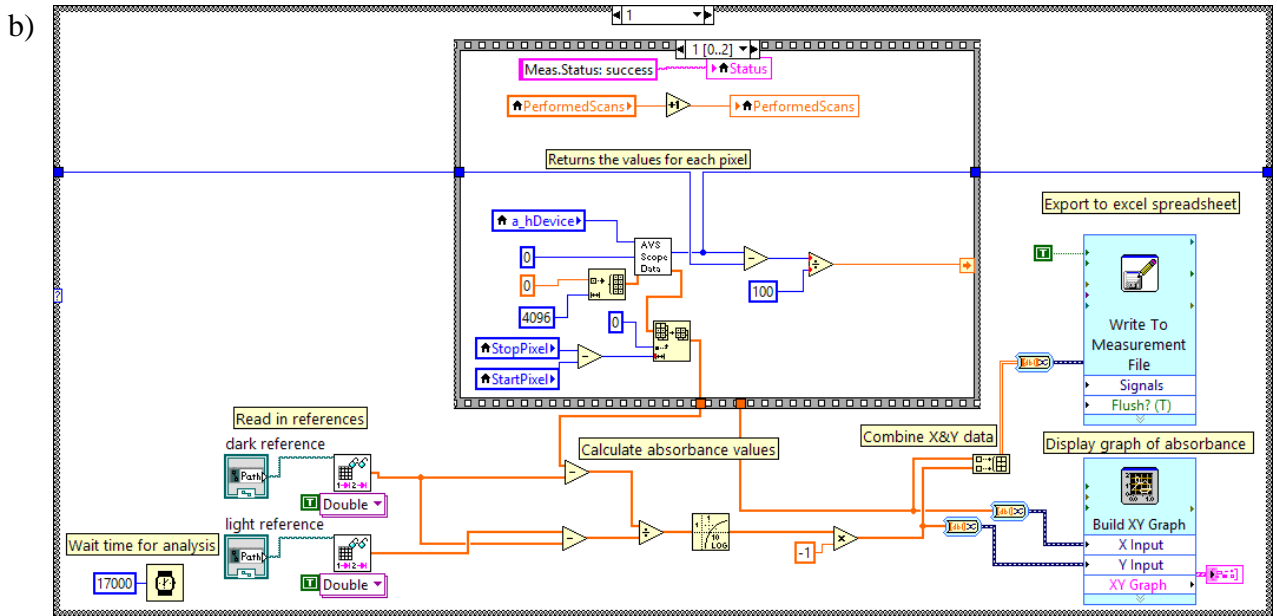 b)
1
1 [0..2]
Meas.Status: success
Status
PerformedScans
+1
PerformedScans
Returns the values for each pixel
a_hDevice
0
AVS
Scope
Data
0
4096
100
0
StopPixel
StartPixel
Export to excel spreadsheet
T
Write To
Measurement
File
Signals
Flush? (T)
Read in references
dark reference
Path
T
Double
light reference
Path
T
Double
Wait time for analysis
17000
Calculate absorbance values
LOG
10
-1
Combine X&Y data
Display graph of absorbance
Build XY Graph
X Input
Y Input
XY Graph